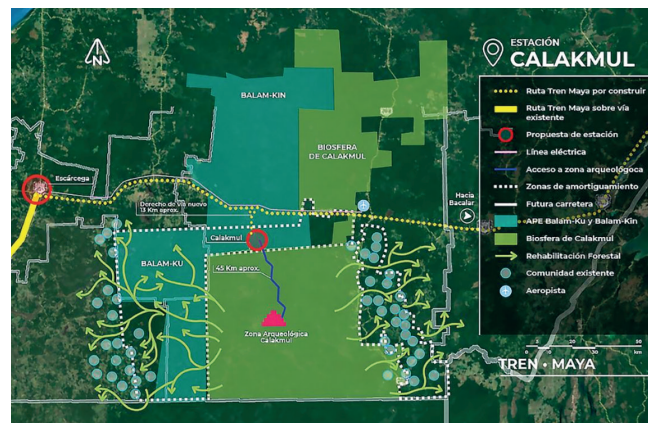 N
ESTACIÓN
CALAKMUL
Ruta Tren Maya por construir
Ruta Tren Maya sobre vía
existente
Propuesta de estación
Línea eléctrica
Acceso a zona arqueológoca
Zonas de amortiguamiento
Futura carretera
APE Balam-Ku y Balam-Kin
Biosfera de Calakmul
Rehabilitación Forestal
Comunidad existente
Aeropista
BALAM-KIN
BIOSFERA
DE CALAKMUL
Escárcega
Derecho de vía nuevo
13 Km aprox.
Hacia
Bacalar
Calakmul
BALAM-KU
45 Km aprox.
Zona Arqueológica
Calakmul
km
TREN • MAYA